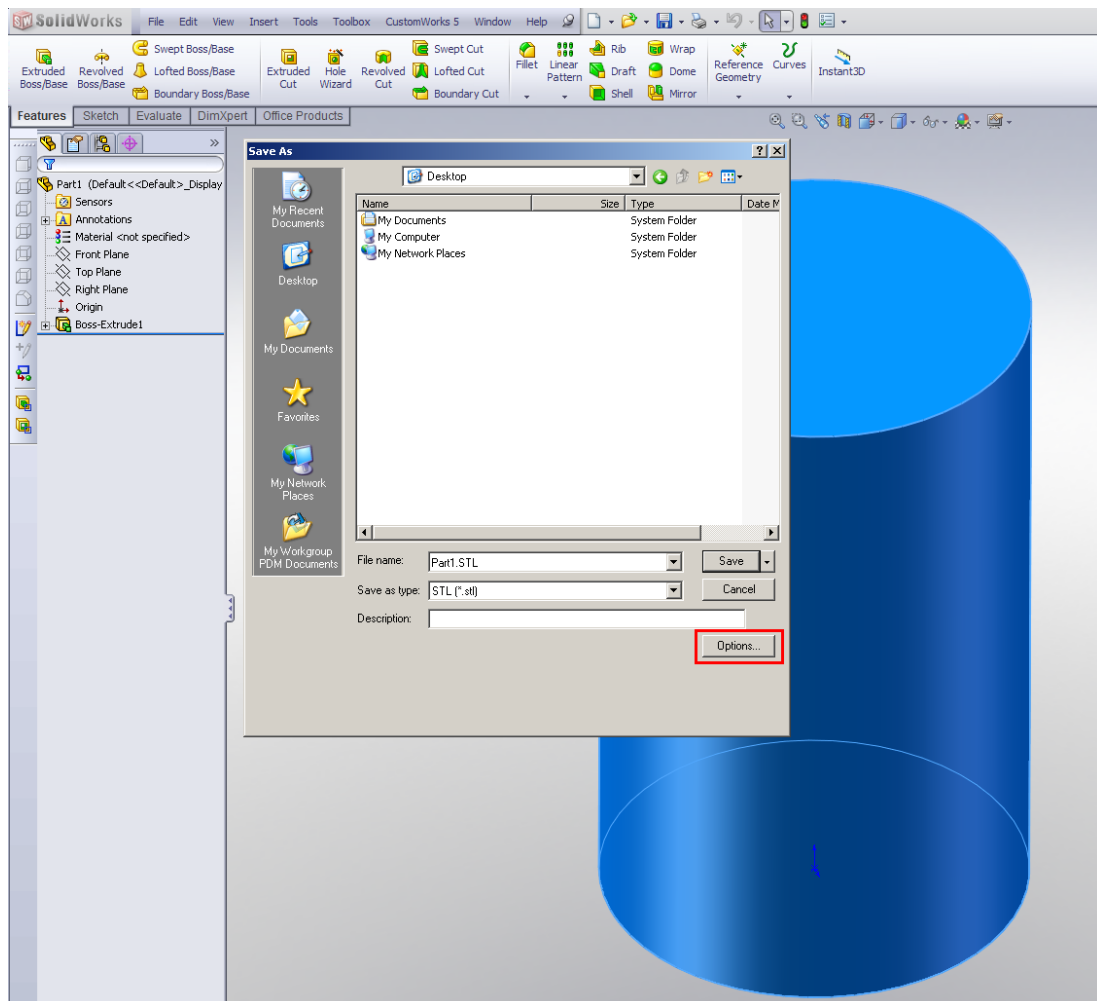 SolidWorks File Edit View Insert Tools Toolbox CustomWorks 5 Window Help
Extruded Boss/Base
Revolved Boss/Base
Swept Boss/Base
Lofted Boss/Base
Boundary Boss/Base
Extruded Cut
Hole Wizard
Revolved Cut
Swept Cut
Lofted Cut
Boundary Cut
Fillet
Linear Pattern
Rib
Draft
Shell
Wrap
Dome
Mirror
Reference Geometry
Curves
Instant3D
Features Sketch Evaluate DimXpert Office Products
Part1 (Default<<Default>_Display
Sensors
Annotations
Material <not specified>
Front Plane
Top Plane
Right Plane
Origin
Boss-Extrude1
Save As
Desktop
My Recent Documents
Desktop
My Documents
Favorites
My Network Places
My Workgroup PDM Documents
Name Size Type Date M
My Documents System Folder
My Computer System Folder
My Network Places System Folder
File name: Part1.STL Save
Save as type: STL (*.stl) Cancel
Description:
Options...